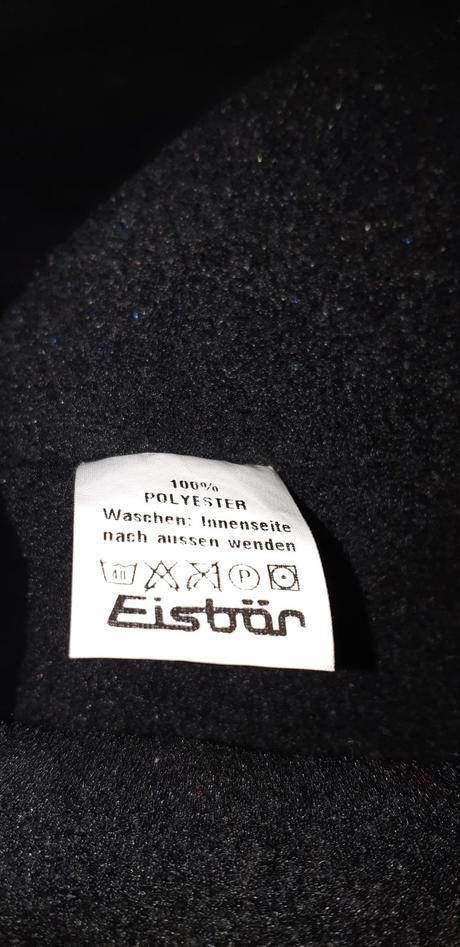 100%
POLYESTER
Waschen: Innenseite
nach aussen wenden
40 P
Eisbär